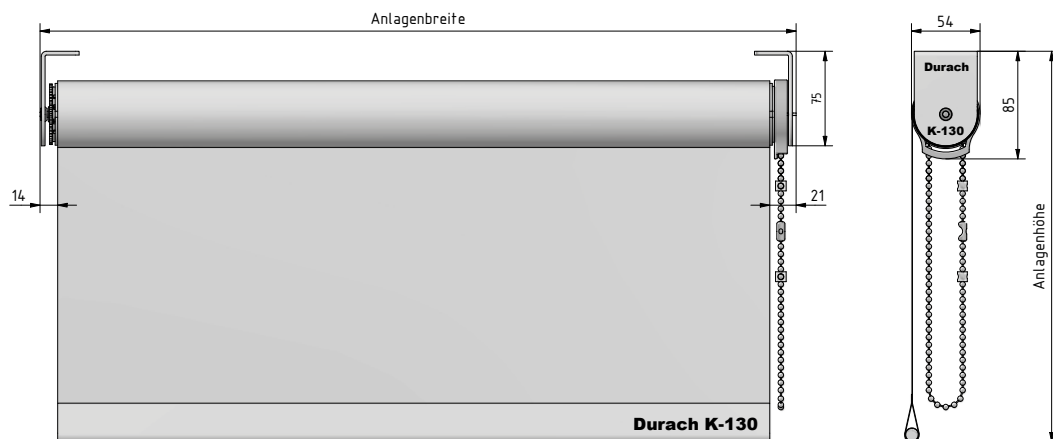 Anlagenbreite
54
Durach
K-130
75
85
14
21
Anlagenhöhe
Durach K-130